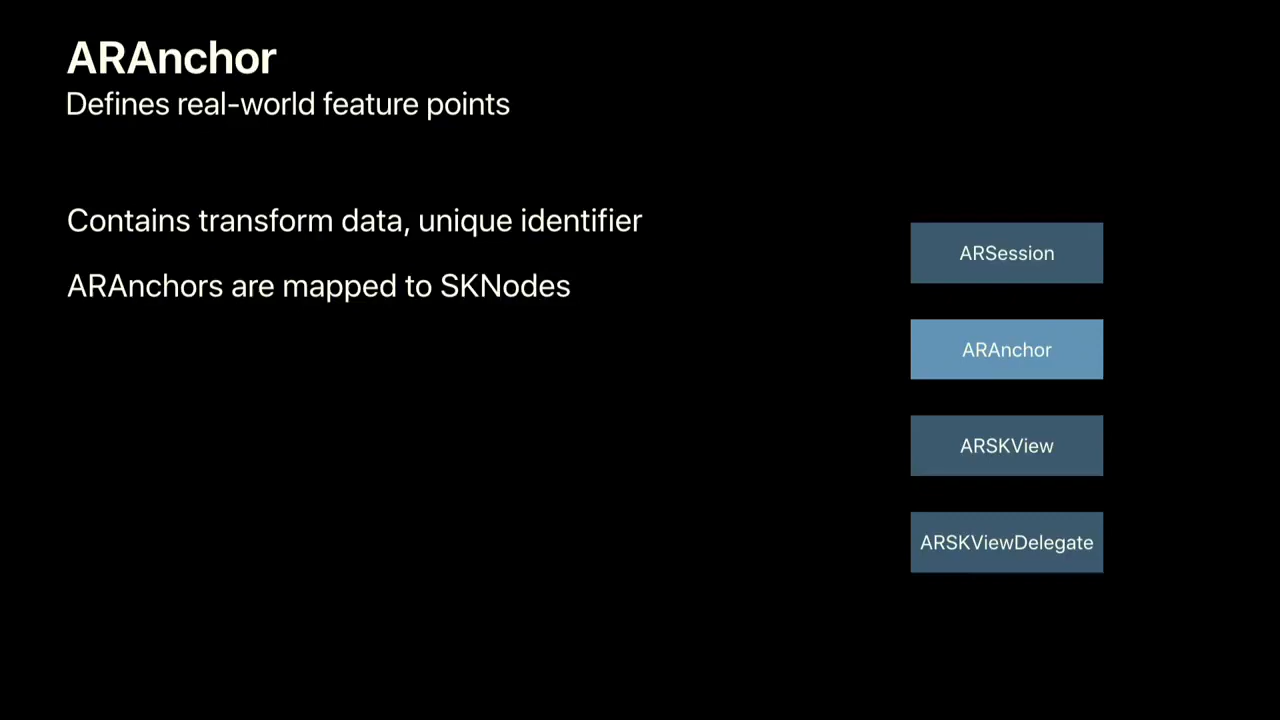 ARAnchor
Defines real-world feature points
Contains transform data, unique identifier
ARAnchors are mapped to SKNodes
ARSession
ARAnchor
ARSKView
ARSKViewDelegate